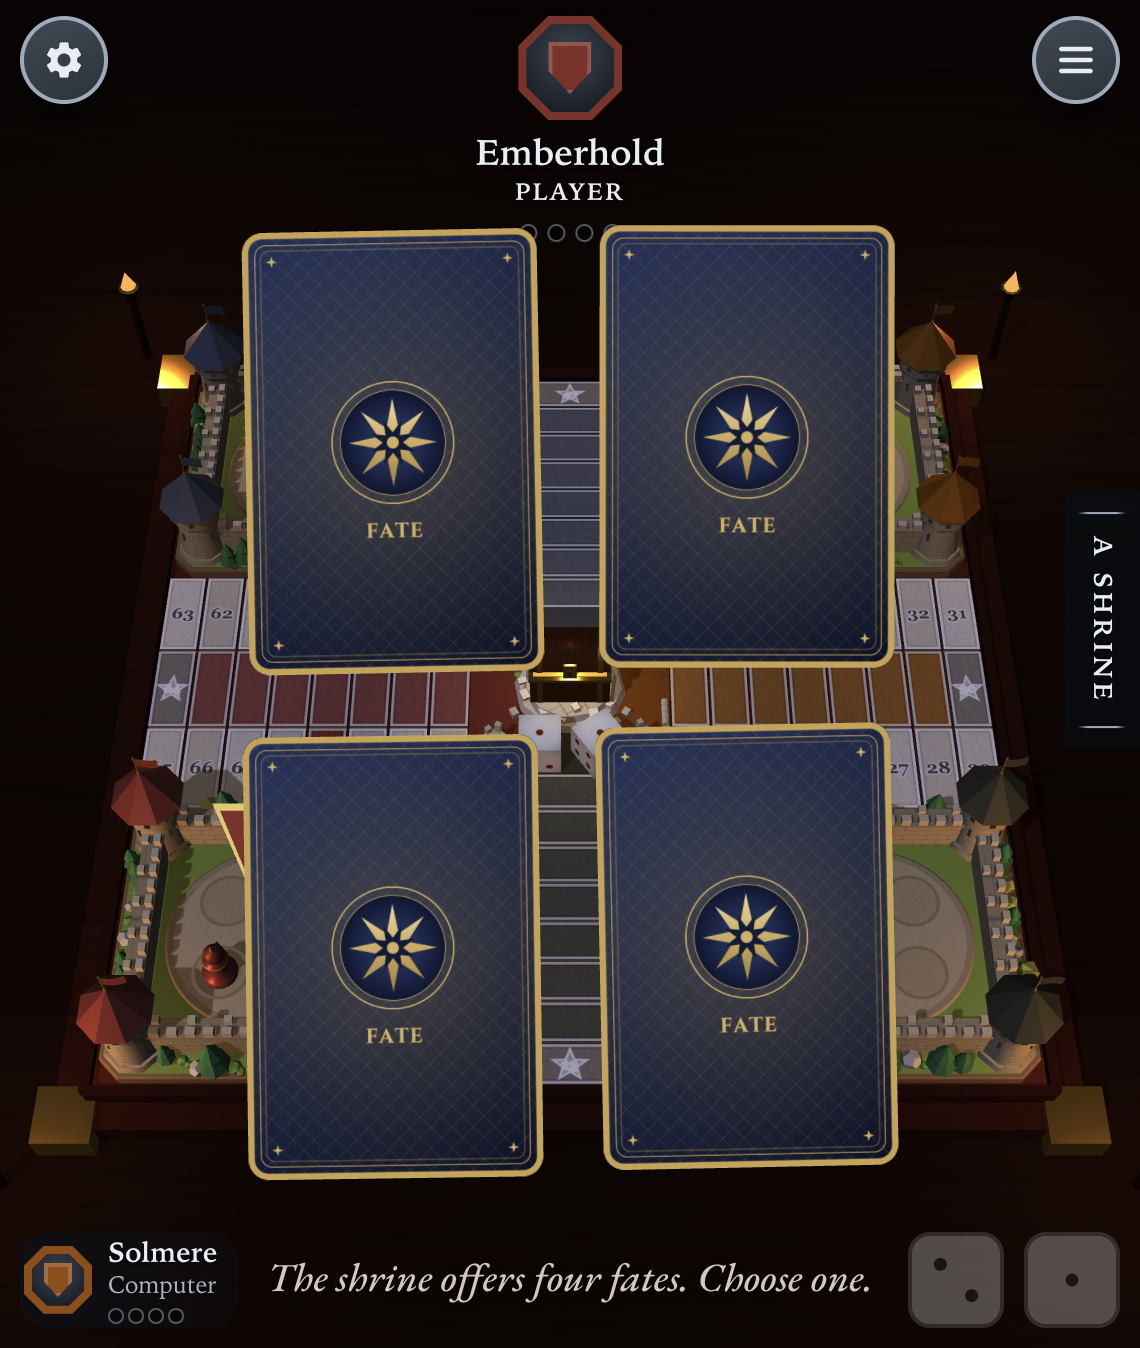 Emberhold
PLAYER
FATE
FATE
63 62
32 31
A SHRINE
66
27 28
FATE
FATE
Solmere
Computer
The shrine offers four fates. Choose one.